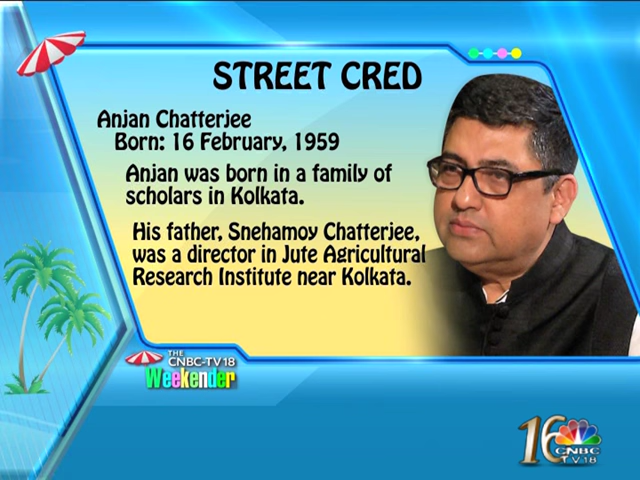 STREET CRED
Anjan Chatterjee
Born: 16 February, 1959
Anjan was born in a family of
scholars in Kolkata.
His father, Snehamoy Chatterjee,
was a director in Jute Agricultural
Research Institute near Kolkata.
THE
CNBC-TV18
Weekender
16
CNBC
TV18